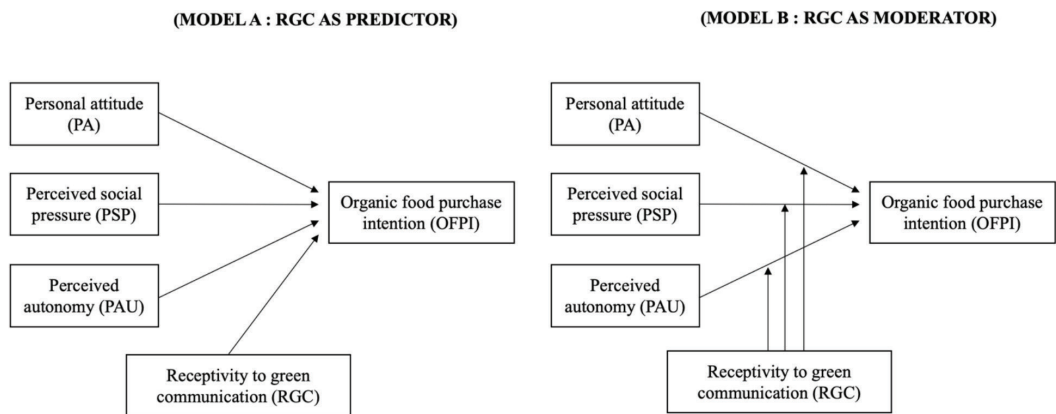 (MODEL A : RGC AS PREDICTOR)
Personal attitude
(PA)
Perceived social
pressure (PSP)
Perceived
autonomy (PAU)
Organic food purchase
intention (OFPI)
Receptivity to green
communication (RGC)
(MODEL B : RGC AS MODERATOR)
Personal attitude
(PA)
Perceived social
pressure (PSP)
Perceived
autonomy (PAU)
Organic food purchase
intention (OFPI)
Receptivity to green
communication (RGC)